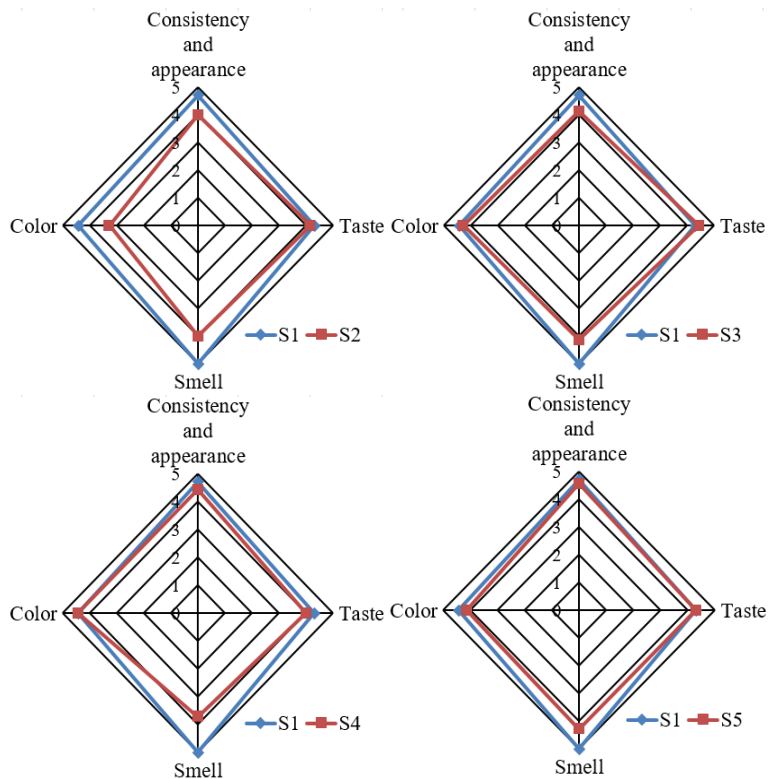 Consistency
and
appearance
5
4
3
2
1
0
Color
Taste
S1 S2
Smell
Consistency
and
appearance
5
4
3
2
1
0
Color
Taste
S1 S3
Smell
Consistency
and
appearance
5
4
3
2
1
0
Color
Taste
S1 S4
Smell
Consistency
and
appearance
5
4
3
2
1
0
Color
Taste
S1 S5
Smell